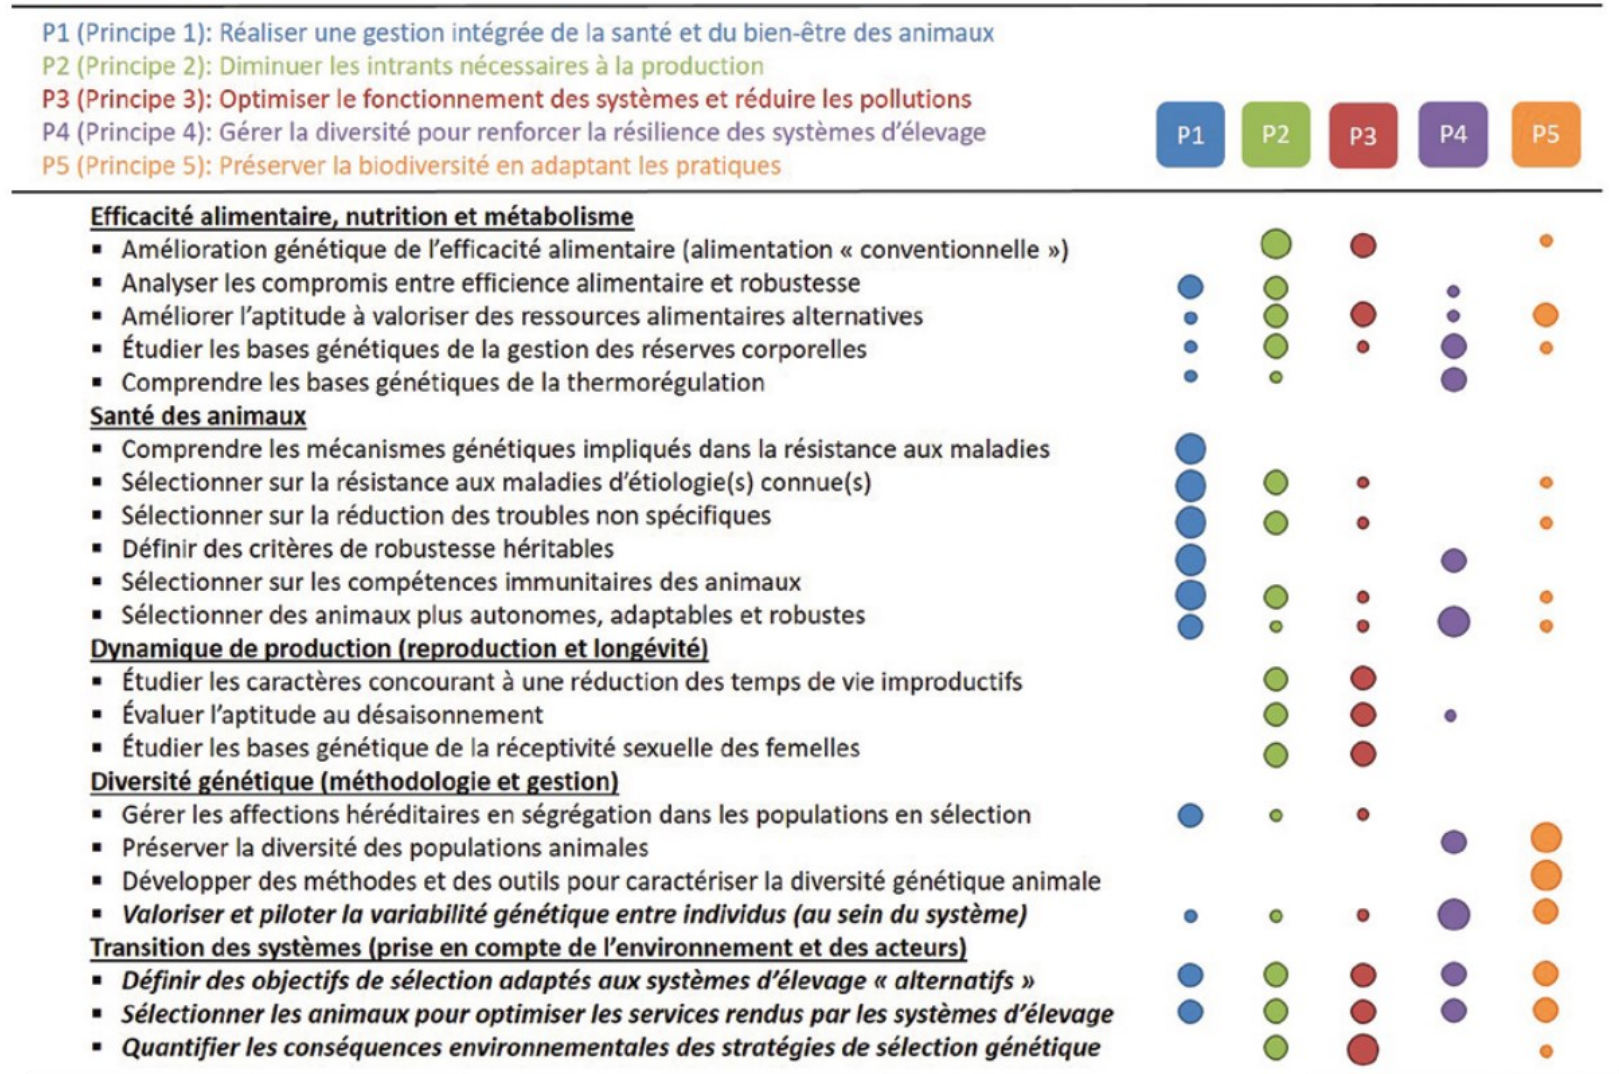 P1 (Principe 1): Réaliser une gestion intégrée de la santé et du bien-être des animaux
P2 (Principe 2): Diminuer les intrants nécessaires à la production
P3 (Principe 3): Optimiser le fonctionnement des systèmes et réduire les pollutions
P4 (Principe 4): Gérer la diversité pour renforcer la résilience des systèmes d'élevage
P5 (Principe 5): Préserver la biodiversité en adaptant les pratiques
P1 P2 P3 P4 P5
Efficacité alimentaire, nutrition et métabolisme
▪ Amélioration génétique de l'efficacité alimentaire (alimentation « conventionnelle »)
▪ Analyser les compromis entre efficience alimentaire et robustesse
▪ Améliorer l'aptitude à valoriser des ressources alimentaires alternatives
▪ Étudier les bases génétiques de la gestion des réserves corporelles
▪ Comprendre les bases génétiques de la thermorégulation
Santé des animaux
▪ Comprendre les mécanismes génétiques impliqués dans la résistance aux maladies
▪ Sélectionner sur la résistance aux maladies d'étiologie(s) connue(s)
▪ Sélectionner sur la réduction des troubles non spécifiques
▪ Définir des critères de robustesse héritables
▪ Sélectionner sur les compétences immunitaires des animaux
▪ Sélectionner des animaux plus autonomes, adaptables et robustes
Dynamique de production (reproduction et longévité)
▪ Étudier les caractères concourant à une réduction des temps de vie improductifs
▪ Évaluer l'aptitude au désaisonnement
▪ Étudier les bases génétique de la réceptivité sexuelle des femelles
Diversité génétique (méthodologie et gestion)
▪ Gérer les affections héréditaires en ségrégation dans les populations en sélection
▪ Préserver la diversité des populations animales
▪ Développer des méthodes et des outils pour caractériser la diversité génétique animale
▪ Valoriser et piloter la variabilité génétique entre individus (au sein du système)
Transition des systèmes (prise en compte de l'environnement et des acteurs)
▪ Définir des objectifs de sélection adaptés aux systèmes d'élevage « alternatifs »
▪ Sélectionner les animaux pour optimiser les services rendus par les systèmes d'élevage
▪ Quantifier les conséquences environnementales des stratégies de sélection génétique